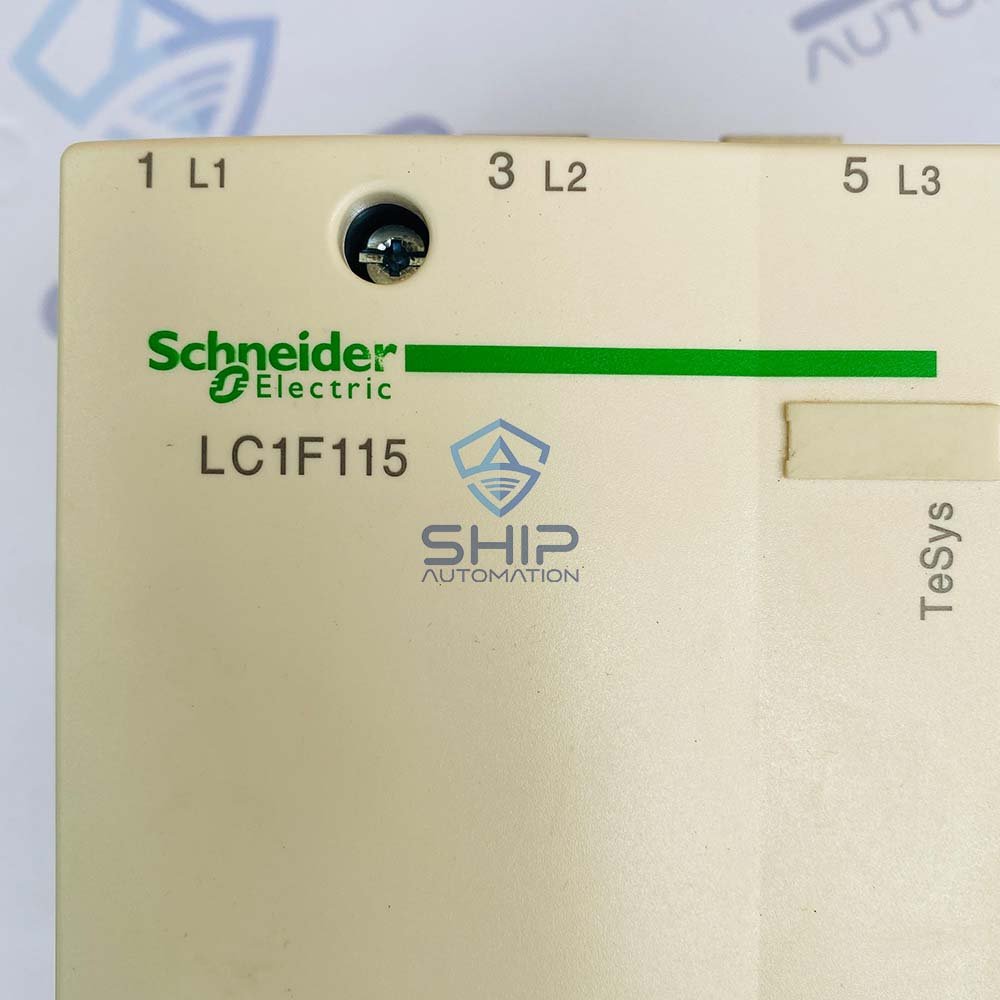 1 L1 3 L2 5 L3
Schneider
Electric
LC1F115
TeSys
SHIP
AUTOMATION